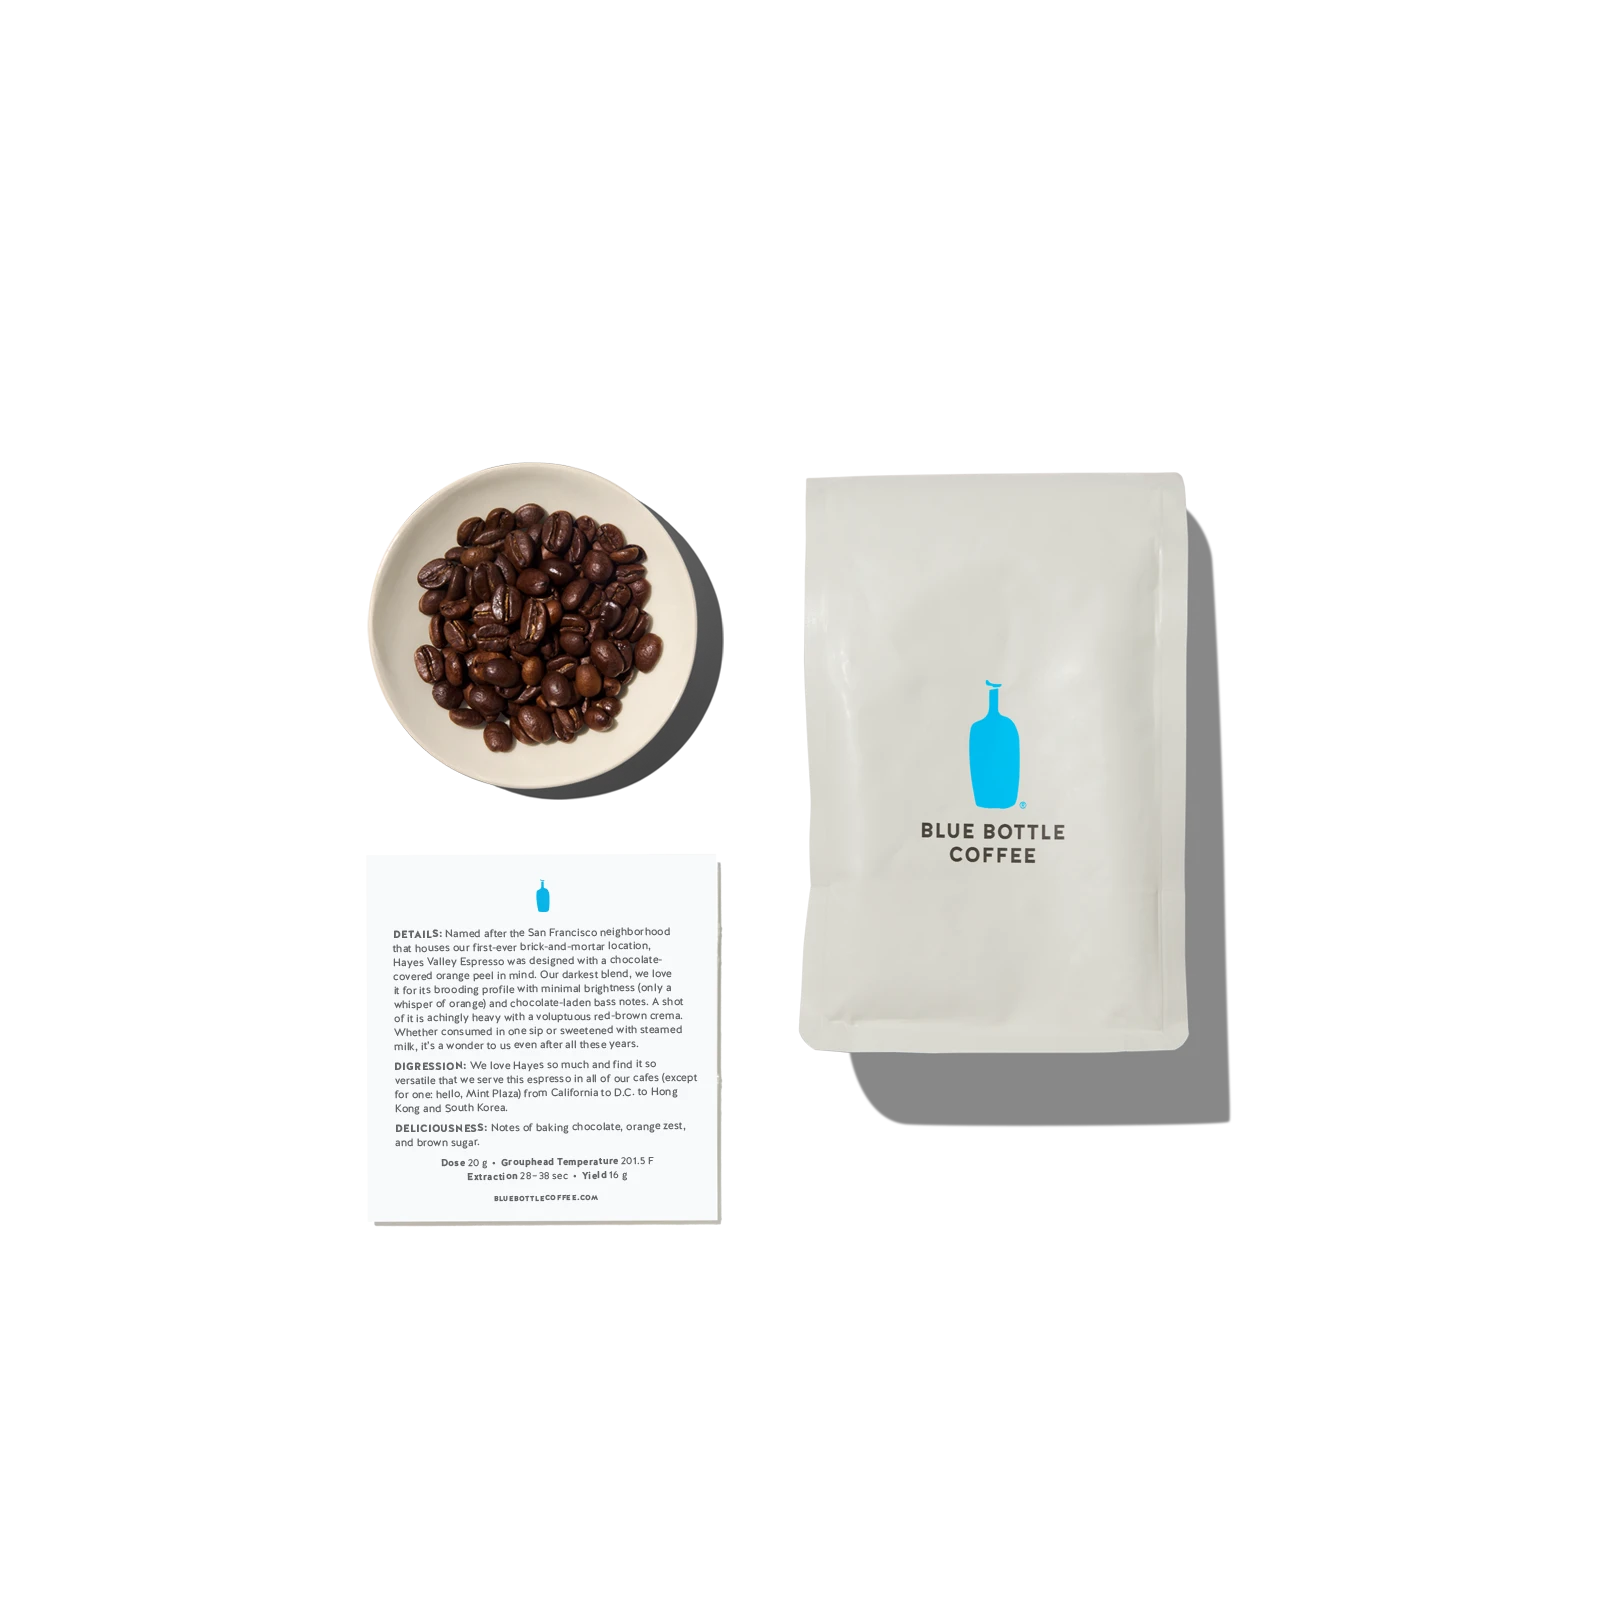 BLUE BOTTLE
COFFEE
®
DETAILS: Named after the San Francisco neighborhood
that houses our first-ever brick-and-mortar location,
Hayes Valley Espresso was designed with a chocolate-
covered orange peel in mind. Our darkest blend, we love
it for its brooding profile with minimal brightness (only a
whisper of orange) and chocolate-laden bass notes. A shot
of it is achingly heavy with a voluptuous red-brown crema.
Whether consumed in one sip or sweetened with steamed
milk, it's a wonder to us even after all these years.
DIGRESSION: We love Hayes so much and find it so
versatile that we serve this espresso in all of our cafes (except
for one: hello, Mint Plaza) from California to D.C. to Hong
Kong and South Korea.
DELICIOUSNESS: Notes of baking chocolate, orange zest,
and brown sugar.
Dose 20 g • Grouphead Temperature 201.5 F
Extraction 28–38 sec • Yield 16 g
BLUEBOTTLECOFFEE.COM